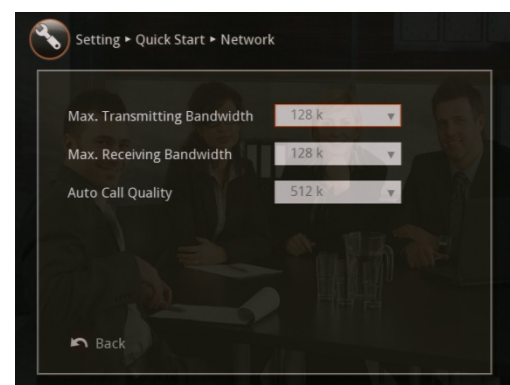 Setting ▸ Quick Start ▸ Network
Max. Transmitting Bandwidth 128 k
Max. Receiving Bandwidth 128 k
Auto Call Quality 512 k
Back